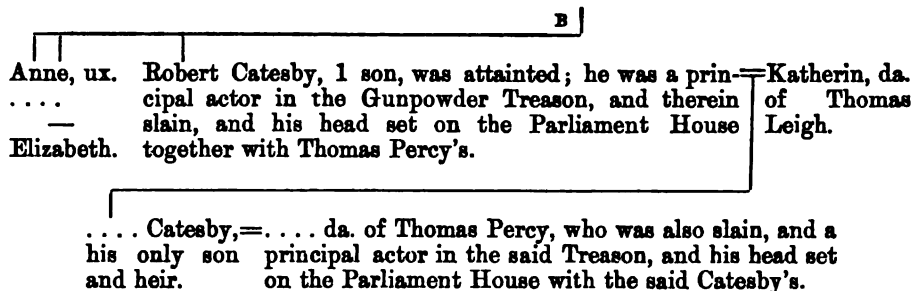 B
Anne, ux. Robert Catesby, 1 son, was attainted; he was a prin-=Katherin, da.
. . . . cipal actor in the Gunpowder Treason, and therein of Thomas
— slain, and his head set on the Parliament House Leigh.
Elizabeth. together with Thomas Percy's.
. . . . Catesby,=. . . . da. of Thomas Percy, who was also slain, and a
his only son principal actor in the said Treason, and his head set
and heir. on the Parliament House with the said Catesby's.